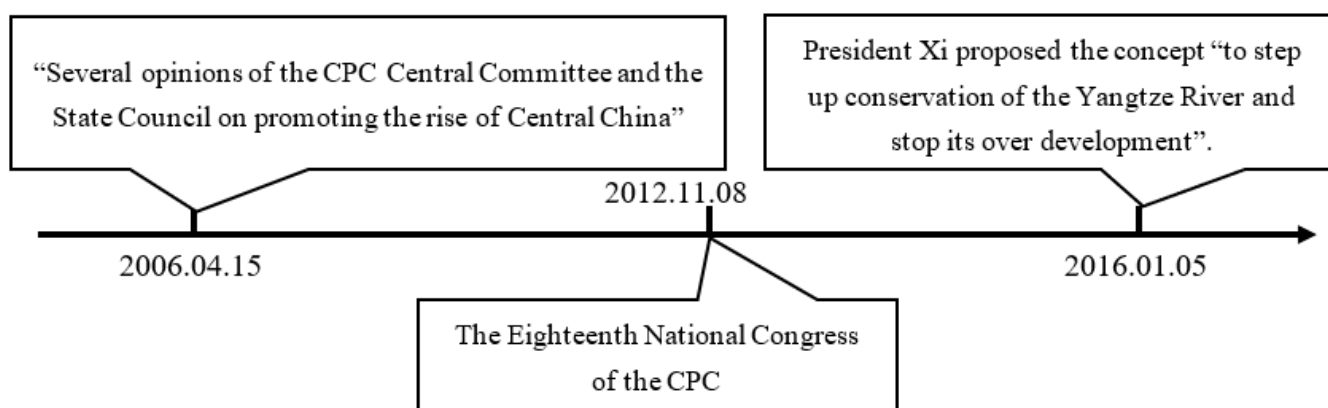 “Several opinions of the CPC Central Committee and the
State Council on promoting the rise of Central China”
President Xi proposed the concept “to step
up conservation of the Yangtze River and
stop its over development”.
2012.11.08
2006.04.15
2016.01.05
The Eighteenth National Congress
of the CPC